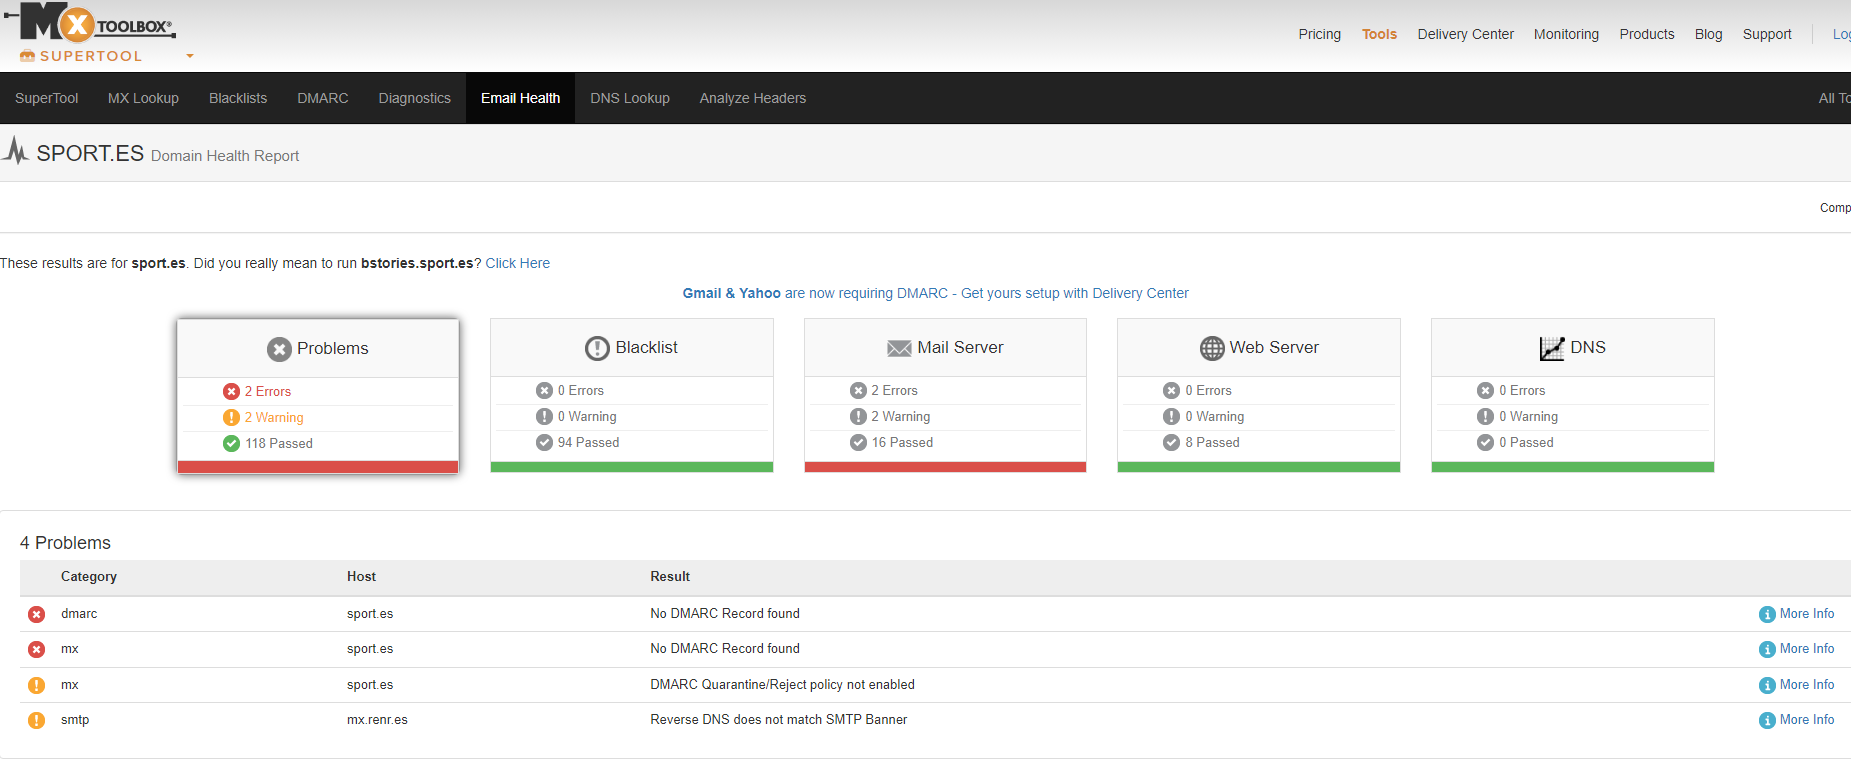 MX TOOLBOX®
SUPERTOOL
Pricing Tools Delivery Center Monitoring Products Blog Support Log
SuperTool MX Lookup Blacklists DMARC Diagnostics Email Health DNS Lookup Analyze Headers All To
SPORT.ES Domain Health Report
Comp
These results are for sport.es. Did you really mean to run bstories.sport.es? Click Here
Gmail & Yahoo are now requiring DMARC - Get yours setup with Delivery Center
Problems
2 Errors
2 Warning
118 Passed
Blacklist
0 Errors
0 Warning
94 Passed
Mail Server
2 Errors
2 Warning
16 Passed
Web Server
0 Errors
0 Warning
8 Passed
DNS
0 Errors
0 Warning
0 Passed
4 Problems
Category Host Result
dmarc sport.es No DMARC Record found More Info
mx sport.es No DMARC Record found More Info
mx sport.es DMARC Quarantine/Reject policy not enabled More Info
smtp mx.renr.es Reverse DNS does not match SMTP Banner More Info